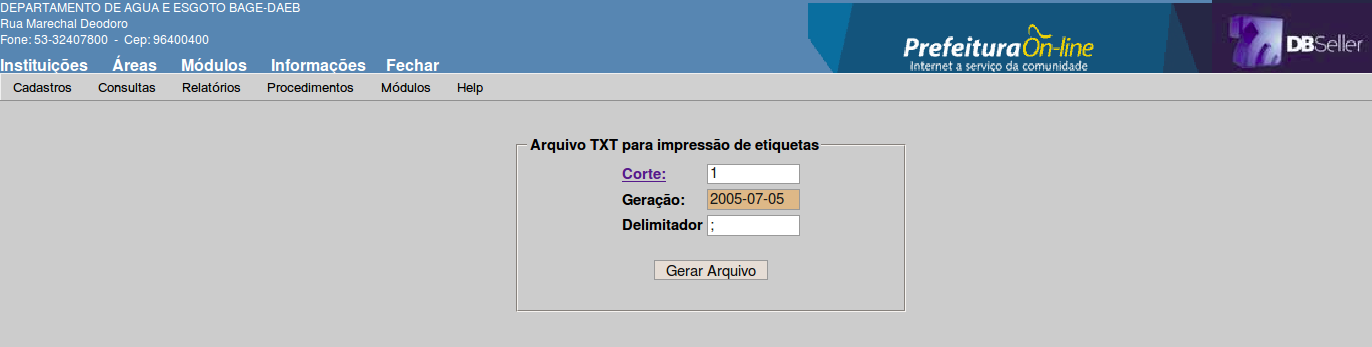 DEPARTAMENTO DE AGUA E ESGOTO BAGE-DAEB
Rua Marechal Deodoro
Fone: 53-32407800 - Cep: 96400400
PrefeituraOn-line
Internet a serviço da comunidade
DBSeller
Instituições Áreas Módulos Informações Fechar
Cadastros Consultas Relatórios Procedimentos Módulos Help
Arquivo TXT para impressão de etiquetas
Corte: 1
Geração: 2005-07-05
Delimitador ;
Gerar Arquivo